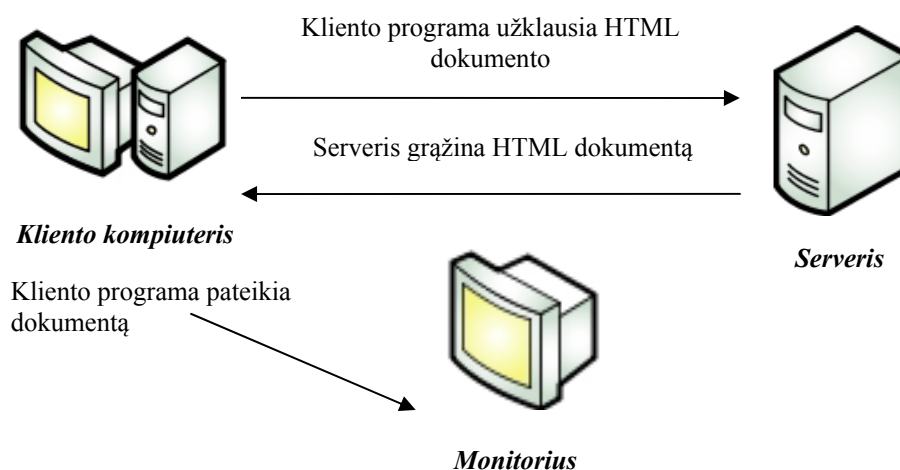 Kliento programa užklausia HTML
dokumento
Serveris grąžina HTML dokumentą
Kliento kompiuteris
Serveris
Kliento programa pateikia
dokumentą
Monitorius